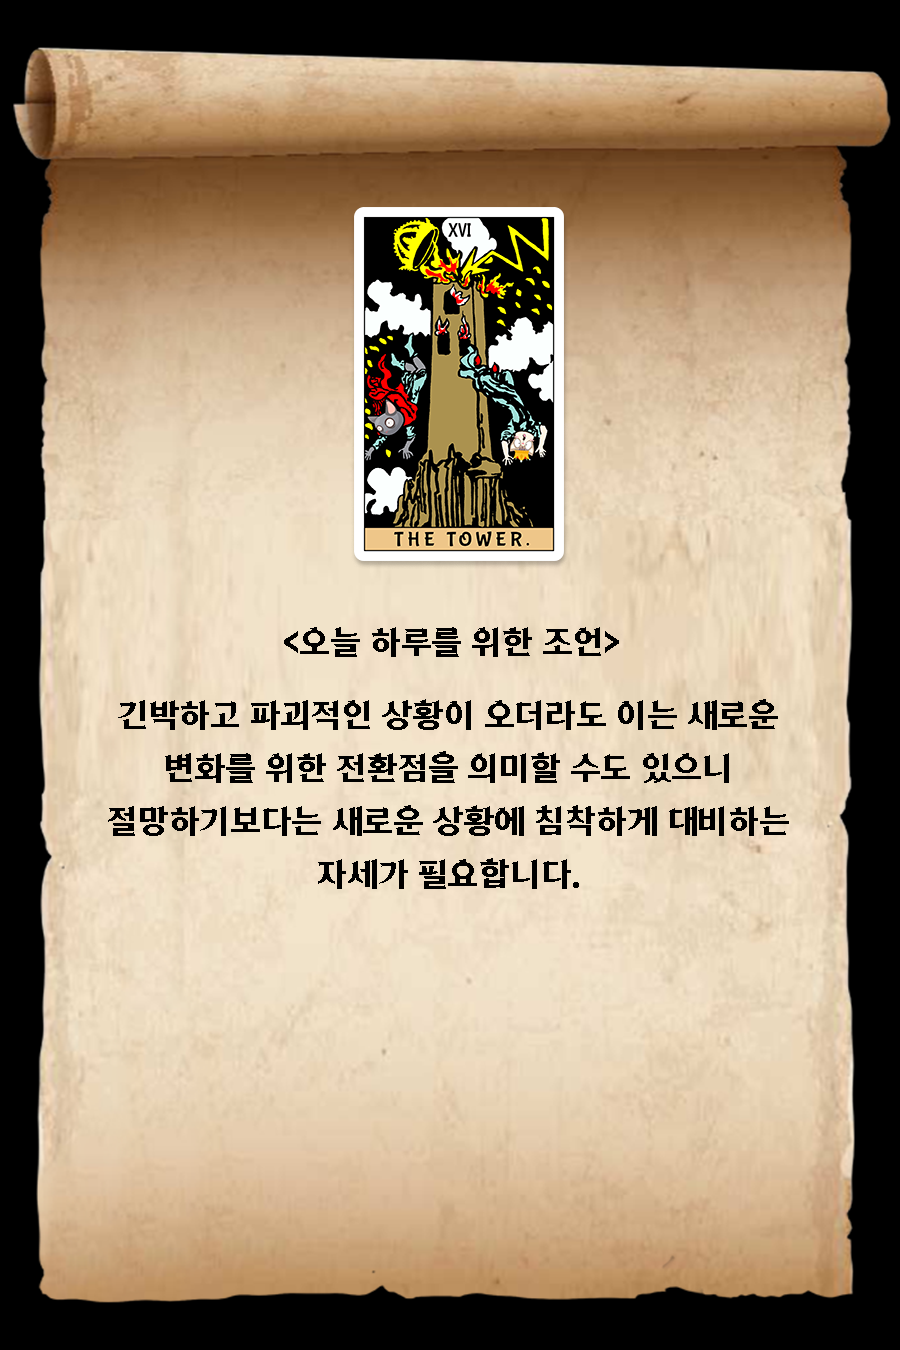 XVI
THE TOWER.
<오늘 하루를 위한 조언>
긴박하고 파괴적인 상황이 오더라도 이는 새로운
변화를 위한 전환점을 의미할 수도 있으니
절망하기보다는 새로운 상황에 침착하게 대비하는
자세가 필요합니다.